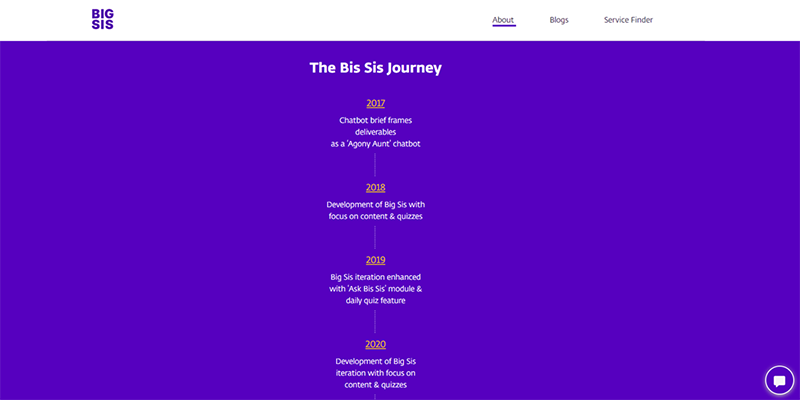 BIG
SIS
About
Blogs
Service Finder
The Bis Sis Journey
2017
Chatbot brief frames
deliverables
as a 'Agony Aunt' chatbot
2018
Development of Big Sis with
focus on content & quizzes
2019
Big Sis iteration enhanced
with 'Ask Bis Sis' module &
daily quiz feature
2020
Development of Big Sis
iteration with focus on
content & quizzes